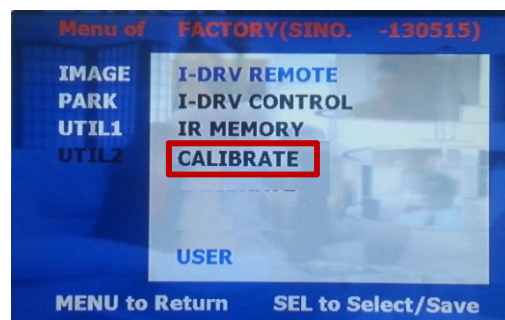 Menu of FACTORY(SINO. -130515)
IMAGE I-DRV REMOTE
PARK I-DRV CONTROL
UTIL1 IR MEMORY
UTIL2 CALIBRATE
USER
MENU to Return SEL to Select/Save